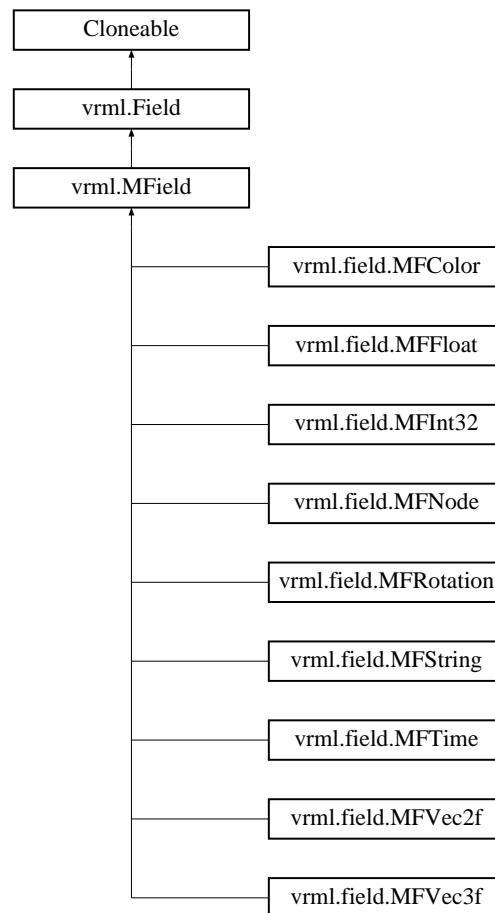 Cloneable
vrml.Field
vrml.MField
vrml.field.MFColor
vrml.field.MFFloat
vrml.field.MFInt32
vrml.field.MFNode
vrml.field.MFRotation
vrml.field.MFString
vrml.field.MFTime
vrml.field.MFVec2f
vrml.field.MFVec3f